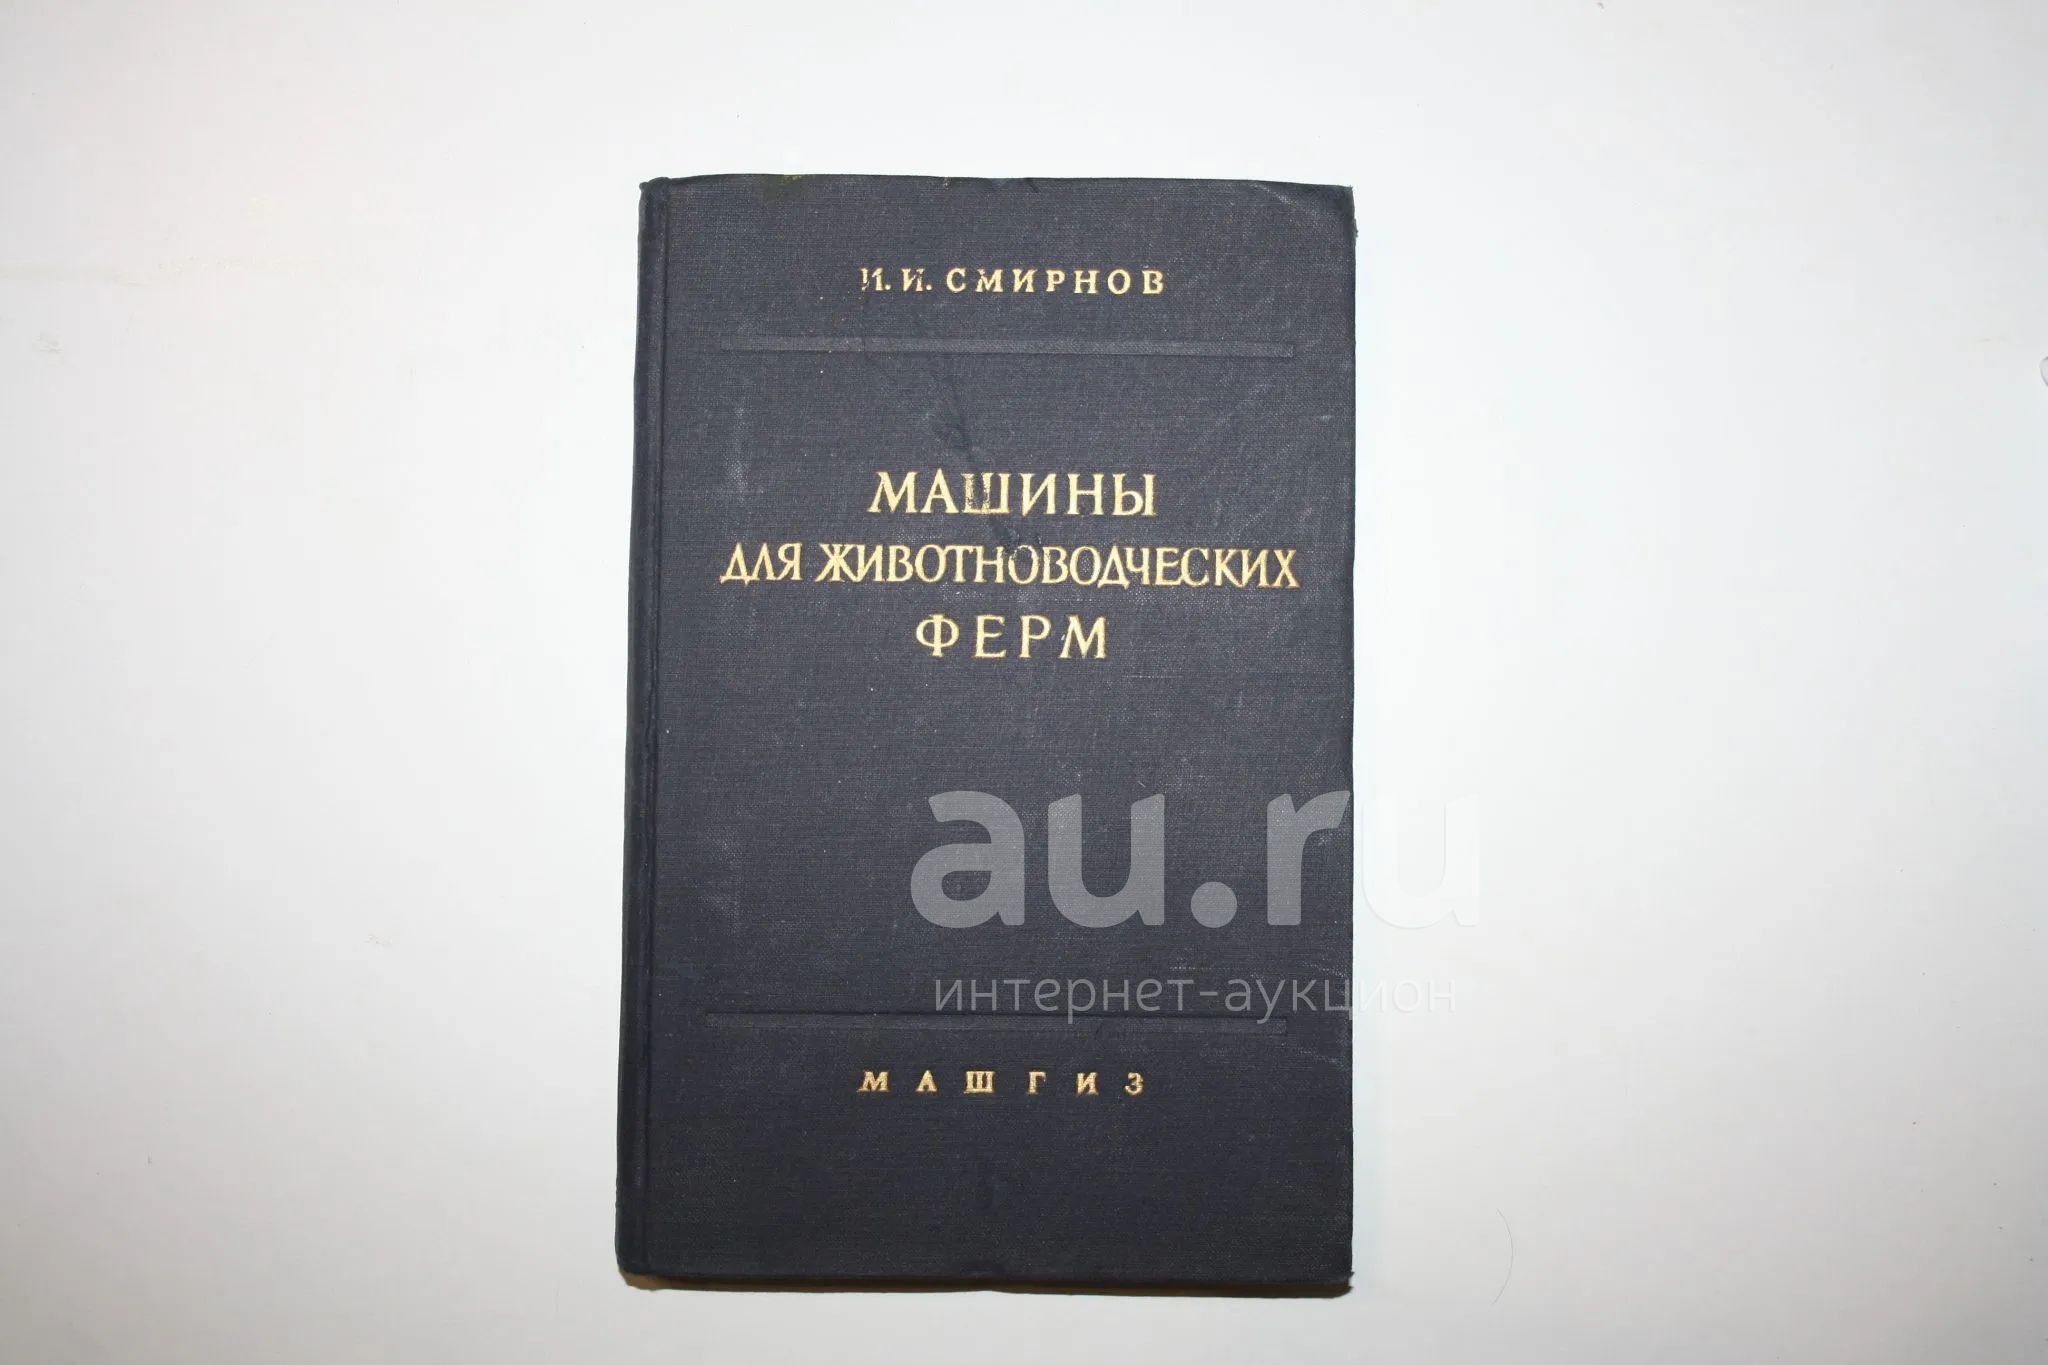 И. И. СМИРНОВ
МАШИНЫ
ДЛЯ ЖИВОТНОВОДЧЕСКИХ
ФЕРМ
au.ru
интернет-аукцион
МАШГИЗ